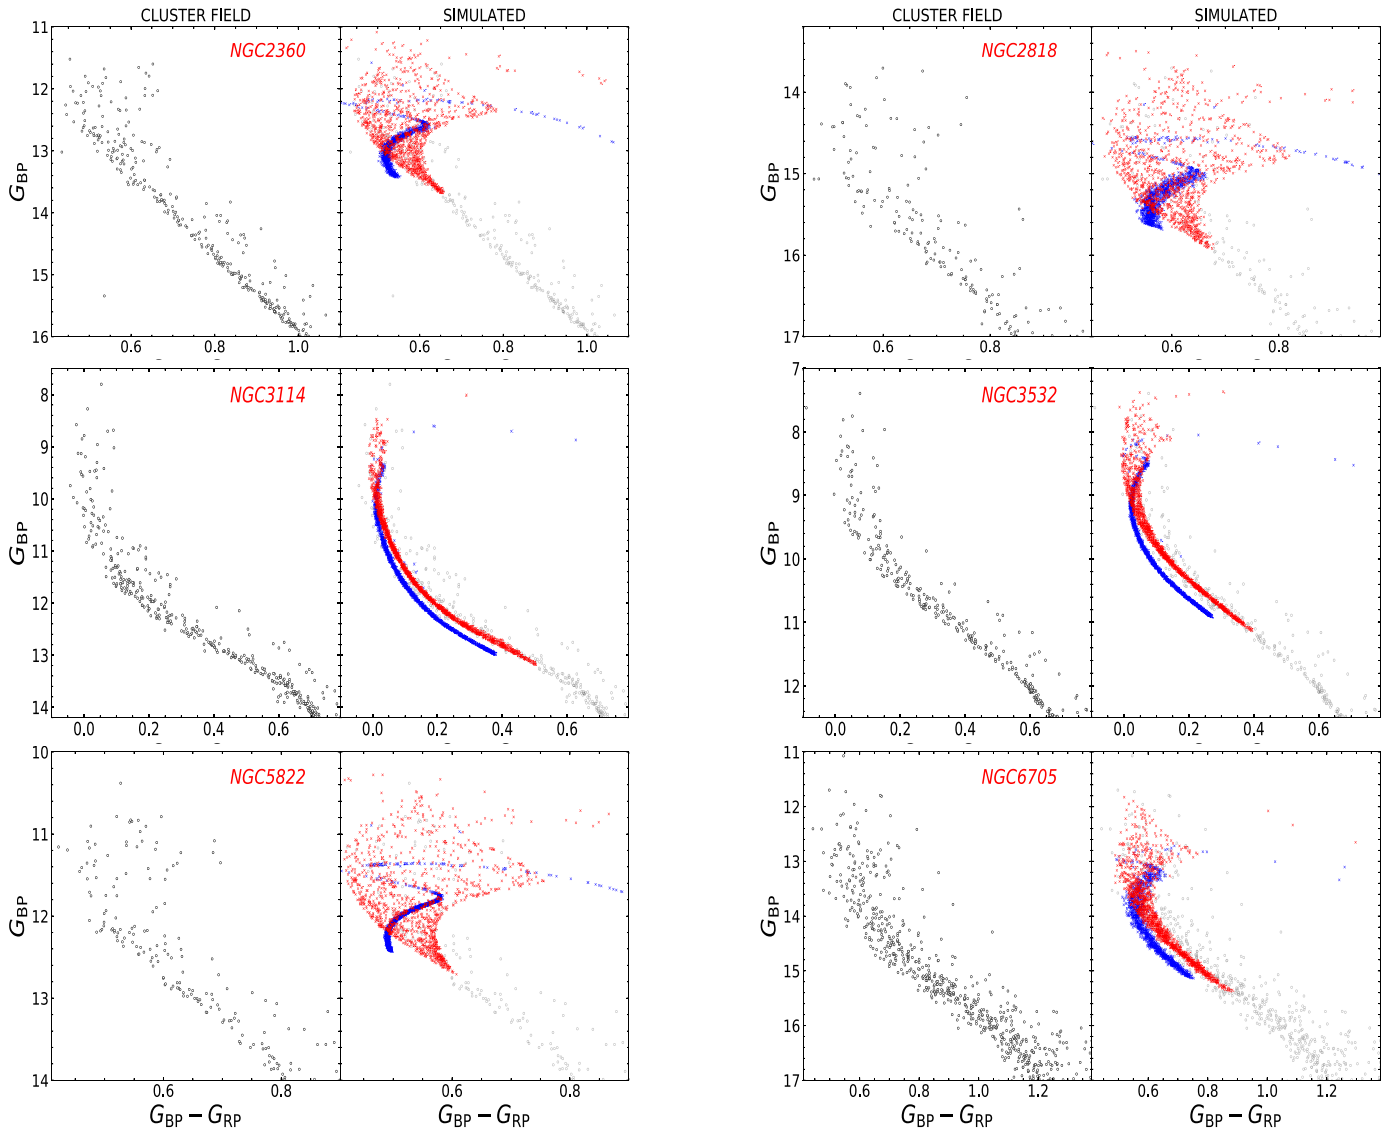 CLUSTER FIELD SIMULATED
NGC2360
G_BP
11
12
13
14
15
16
0.6 0.8 1.0 0.6 0.8 1.0
CLUSTER FIELD SIMULATED
NGC2818
G_BP
14
15
16
17
0.6 0.8 0.6 0.8
NGC3114
G_BP
8
9
10
11
12
13
14
0.0 0.2 0.4 0.6 0.0 0.2 0.4 0.6
NGC3532
G_BP
7
8
9
10
11
12
0.0 0.2 0.4 0.6 0.0 0.2 0.4 0.6
NGC5822
G_BP
10
11
12
13
14
0.6 0.8 0.6 0.8
G_BP − G_RP G_BP − G_RP
NGC6705
G_BP
11
12
13
14
15
16
17
0.6 0.8 1.0 1.2 0.6 0.8 1.0 1.2
G_BP − G_RP G_BP − G_RP